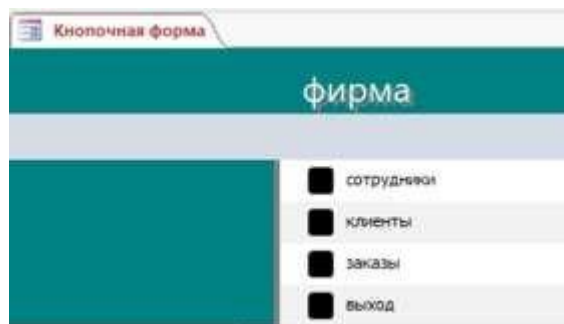 Кнопочная форма
фирма
сотрудники
клиенты
заказы
выход